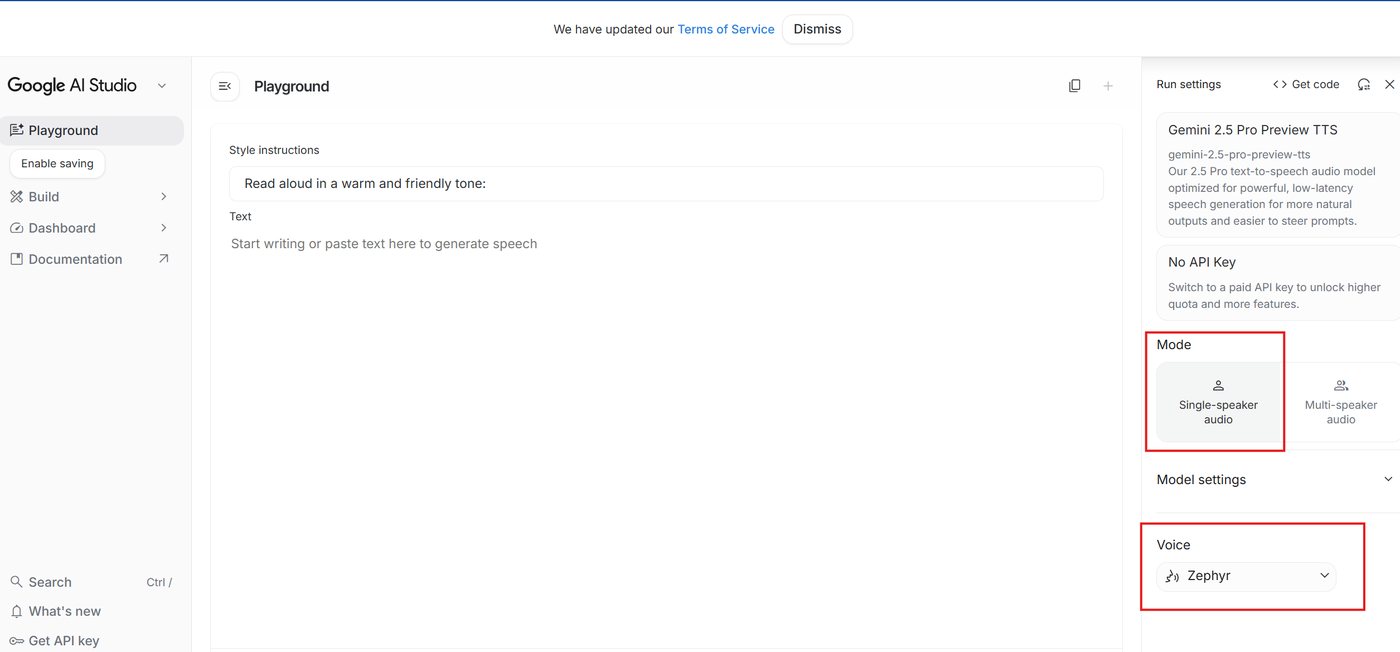 We have updated our Terms of Service Dismiss
Google AI Studio
Playground
Enable saving
Build
Dashboard
Documentation
Search Ctrl /
What's new
Get API key
Playground
Style instructions
Read aloud in a warm and friendly tone:
Text
Start writing or paste text here to generate speech
Run settings <> Get code
Gemini 2.5 Pro Preview TTS
gemini-2.5-pro-preview-tts
Our 2.5 Pro text-to-speech audio model
optimized for powerful, low-latency
speech generation for more natural
outputs and easier to steer prompts.
No API Key
Switch to a paid API key to unlock higher
quota and more features.
Mode
Single-speaker
audio
Multi-speaker
audio
Model settings
Voice
Zephyr